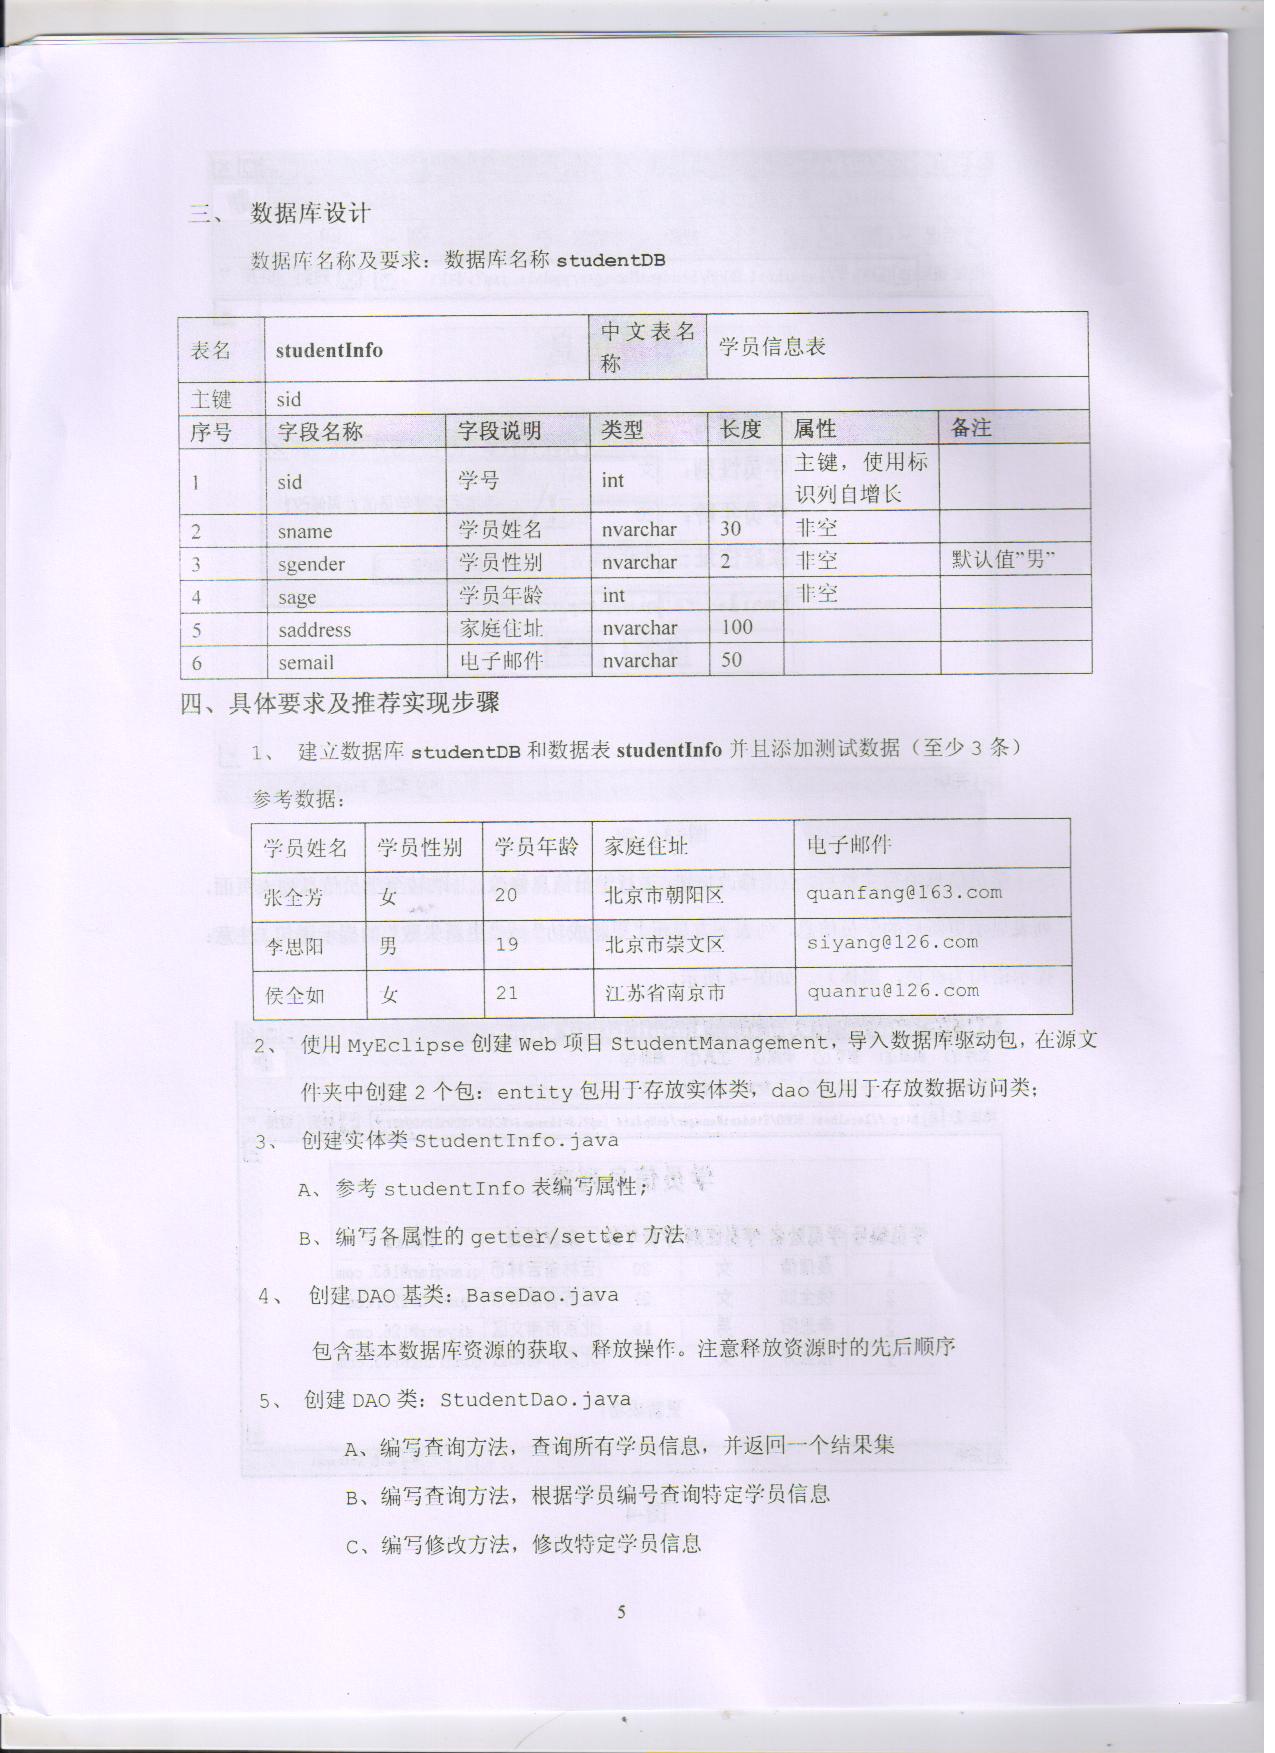 三、 数据库设计
数据库名称及要求：数据库名称 studentDB
表名 studentInfo 中文表名称 学员信息表
主键 sid
序号 字段名称 字段说明 类型 长度 属性 备注
1 sid 学号 int 主键，使用标识列自增长
2 sname 学员姓名 nvarchar 30 非空
3 sgender 学员性别 nvarchar 2 非空 默认值”男”
4 sage 学员年龄 int 非空
5 saddress 家庭住址 nvarchar 100
6 semail 电子邮件 nvarchar 50
四、具体要求及推荐实现步骤
1、 建立数据库 studentDB 和数据表 studentInfo 并且添加测试数据（至少 3 条）
参考数据：
学员姓名 学员性别 学员年龄 家庭住址 电子邮件
张全芳 女 20 北京市朝阳区 quanfang@163.com
李思阳 男 19 北京市崇文区 siyang@126.com
侯全如 女 21 江苏省南京市 quanru@126.com
2、 使用 MyEclipse 创建 Web 项目 StudentManagement，导入数据库驱动包，在源文
件夹中创建 2 个包：entity 包用于存放实体类，dao 包用于存放数据访问类；
3、 创建实体类 StudentInfo.java
A、参考 studentInfo 表编写属性；
B、编写各属性的 getter/setter 方法
4、 创建 DAO 基类：BaseDao.java
包含基本数据库资源的获取、释放操作。注意释放资源时的先后顺序
5、 创建 DAO 类：StudentDao.java
A、编写查询方法，查询所有学员信息，并返回一个结果集
B、编写查询方法，根据学员编号查询特定学员信息
C、编写修改方法，修改特定学员信息
5